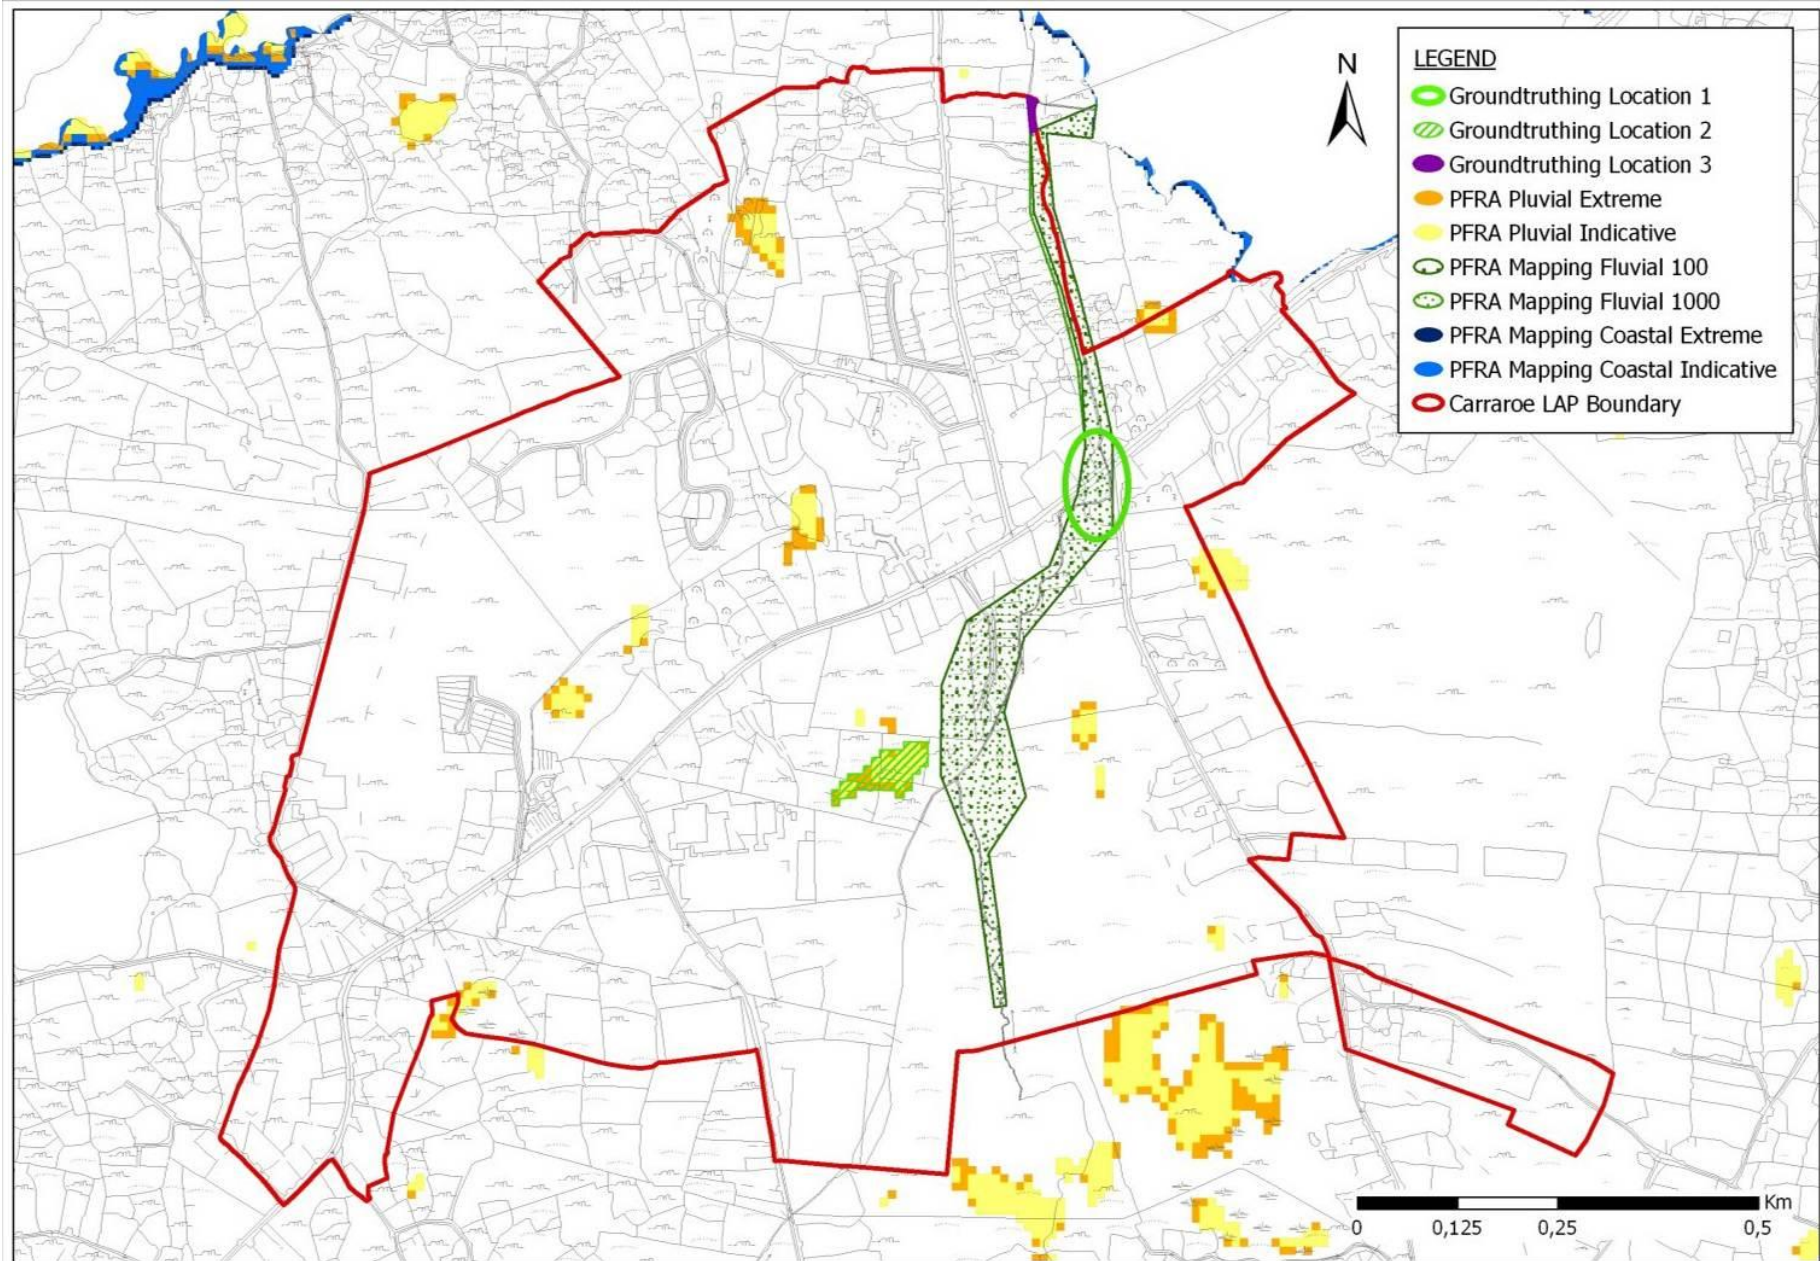 LEGEND
Groundtruthing Location 1
Groundtruthing Location 2
Groundtruthing Location 3
PFRA Pluvial Extreme
PFRA Pluvial Indicative
PFRA Mapping Fluvial 100
PFRA Mapping Fluvial 1000
PFRA Mapping Coastal Extreme
PFRA Mapping Coastal Indicative
Carraroe LAP Boundary
N
Km
0 0,125 0,25 0,5